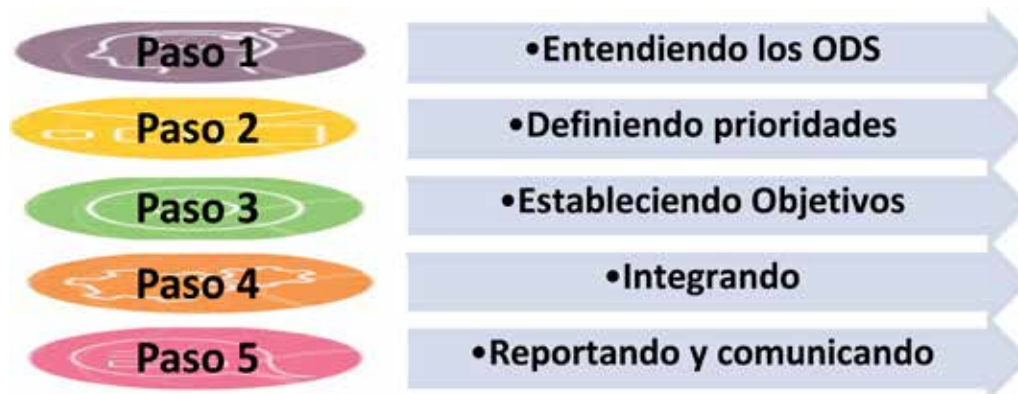 Paso 1
•Entendiendo los ODS
Paso 2
•Definiendo prioridades
Paso 3
•Estableciendo Objetivos
Paso 4
•Integrando
Paso 5
•Reportando y comunicando